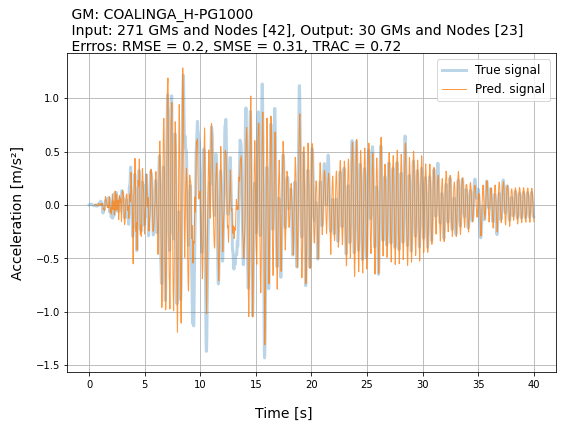 GM: COALINGA_H-PG1000
Input: 271 GMs and Nodes [42], Output: 30 GMs and Nodes [23]
Errros: RMSE = 0.2, SMSE = 0.31, TRAC = 0.72
True signal
Pred. signal
1.0
0.5
0.0
−0.5
−1.0
−1.5
Acceleration [m/s²]
0 5 10 15 20 25 30 35 40
Time [s]